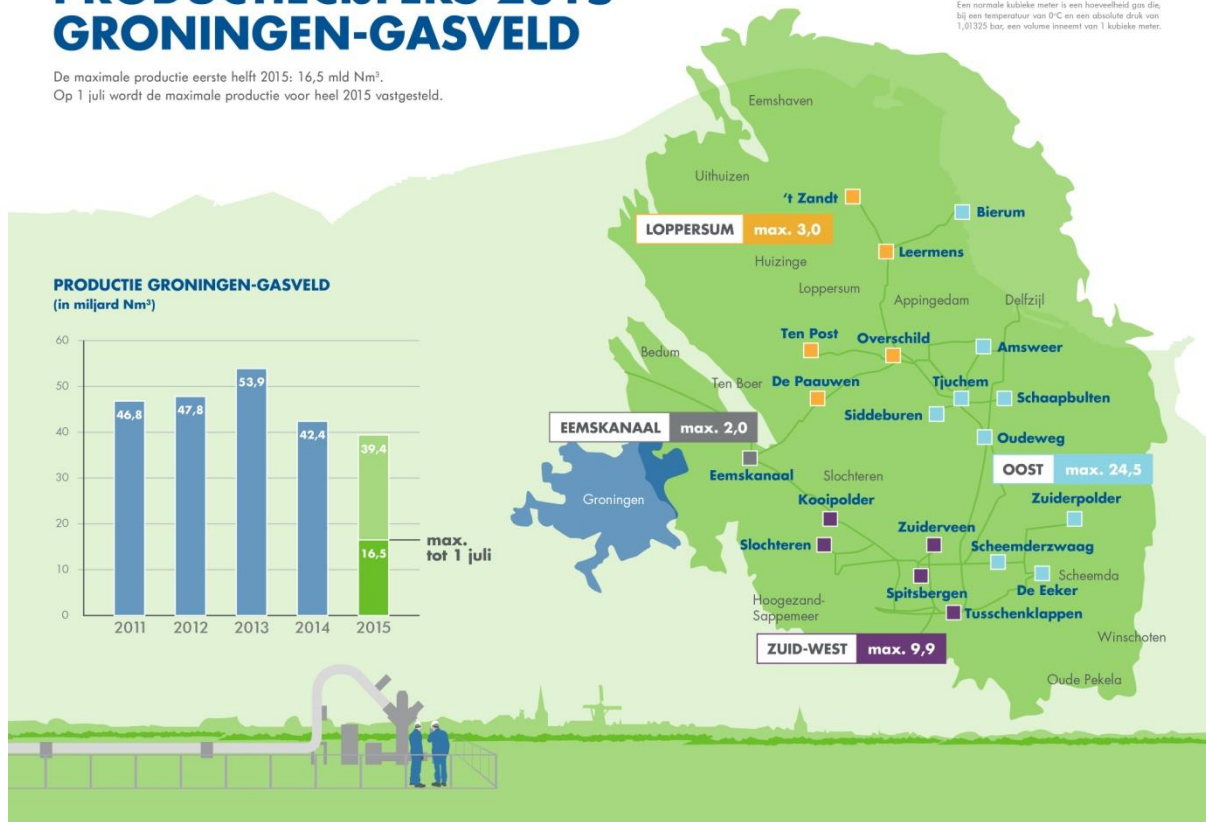 PRODUCTIECIJFERS 2015
GRONINGEN-GASVELD
De maximale productie eerste helft 2015: 16,5 mld Nm³.
Op 1 juli wordt de maximale productie voor heel 2015 vastgesteld.
Een normale kubieke meter is een hoeveelheid gas die,
bij een temperatuur van 0°C en een absolute druk van
1,01325 bar, een volume inneemt van 1 kubieke meter.
PRODUCTIE GRONINGEN-GASVELD
(in miljard Nm³)
60
50
40
30
20
10
0
46,8
47,8
53,9
42,4
39,4
16,5
max.
tot 1 juli
2011
2012
2013
2014
2015
Eemshaven
Uithuizen
't Zandt
Bierum
LOPPERSUM max. 3,0
Leermens
Huizinge
Loppersum
Appingedam
Delfzijl
Ten Post
Overschild
Amsweer
Bedum
Ten Boer
De Paauwen
Tjuchem
Schaapbulten
Siddeburen
EEMSKANAAL max. 2,0
Oudeweg
OOST max. 24,5
Eemskanaal
Slochteren
Groningen
Kooipolder
Zuiderpolder
Zuiderveen
Slochteren
Scheemderzwaag
Scheemda
De Eeker
Spitsbergen
Hoogezand-
Sappemeer
Tusschenklappen
Winschoten
ZUID-WEST max. 9,9
Oude Pekela